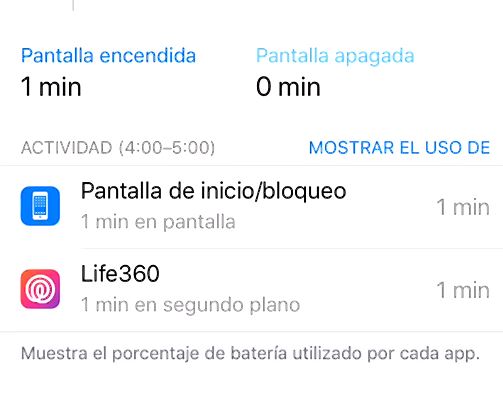 Pantalla encendida Pantalla apagada
1 min 0 min
ACTIVIDAD (4:00–5:00) MOSTRAR EL USO DE
Pantalla de inicio/bloqueo
1 min en pantalla 1 min
Life360
1 min en segundo plano 1 min
Muestra el porcentaje de batería utilizado por cada app.